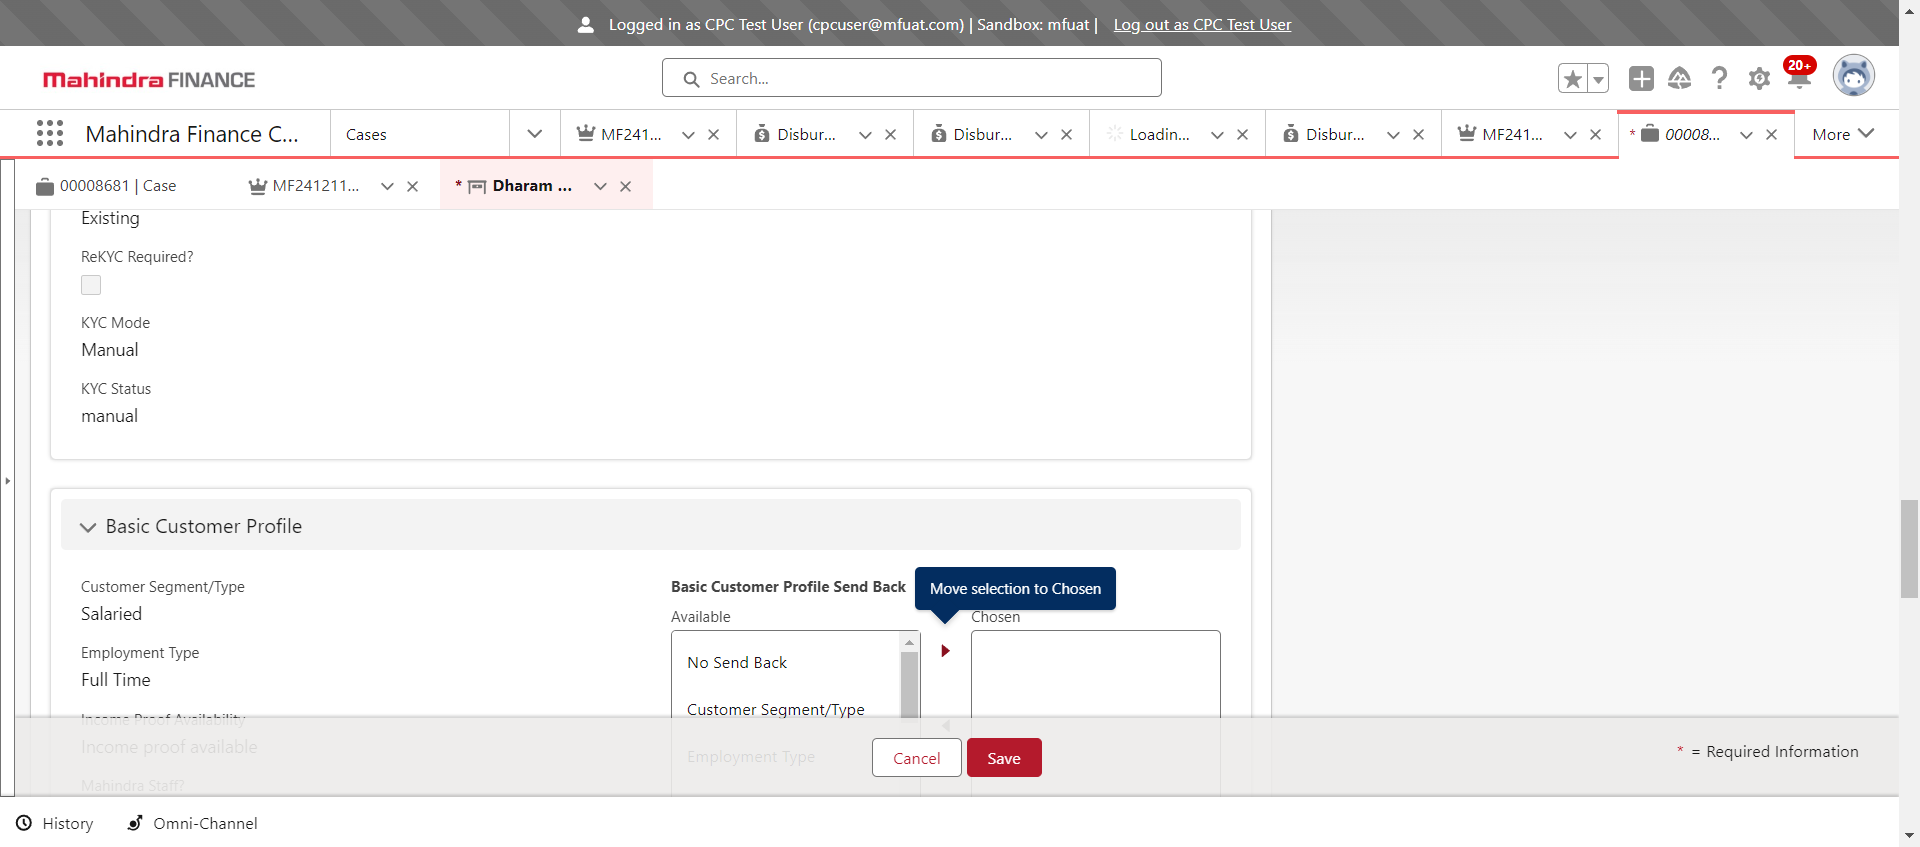 Logged in as CPC Test User (cpcuser@mfuat.com) | Sandbox: mfuat | Log out as CPC Test User
Mahindra FINANCE
Search...
20+
Mahindra Finance C...
Cases
MF241...
Disbur...
Disbur...
Loadin...
Disbur...
MF241...
* 00008...
More
00008681 | Case
MF241211...
* Dharam ...
Existing
ReKYC Required?
KYC Mode
Manual
KYC Status
manual
Basic Customer Profile
Customer Segment/Type
Salaried
Employment Type
Full Time
Income Proof Availability
Income proof available
Mahindra Staff?
Basic Customer Profile Send Back
Move selection to Chosen
Available
Chosen
No Send Back
Customer Segment/Type
Employment Type
Cancel
Save
* = Required Information
History
Omni-Channel